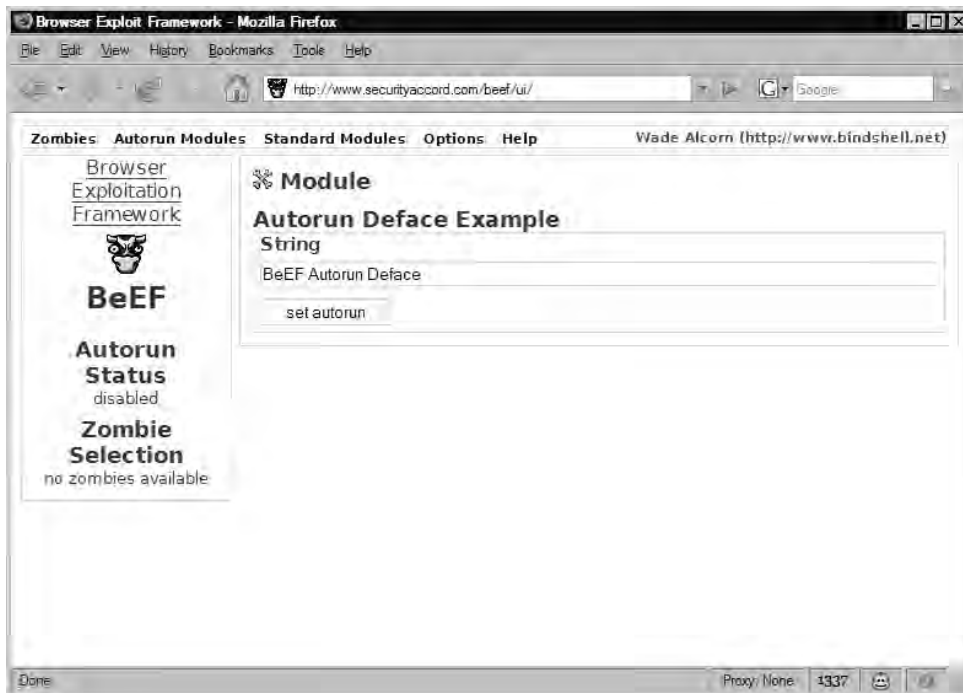 Browser Exploit Framework - Mozilla Firefox
File Edit View History Bookmarks Tools Help
http://www.securityaccord.com/beef/ui/
G Google
Zombies Autorun Modules Standard Modules Options Help Wade Alcorn (http://www.bindshell.net)
Browser
Exploitation
Framework
BeEF
Autorun
Status
disabled
Zombie
Selection
no zombies available
Module
Autorun Deface Example
String
BeEF Autorun Deface
set autorun
Done Proxy: None 1337